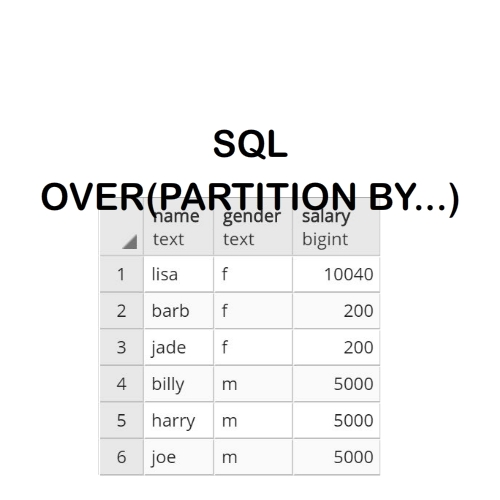 SQL
OVER(PARTITION BY...)
name gender salary
text text bigint
1 lisa f 10040
2 barb f 200
3 jade f 200
4 billy m 5000
5 harry m 5000
6 joe m 5000